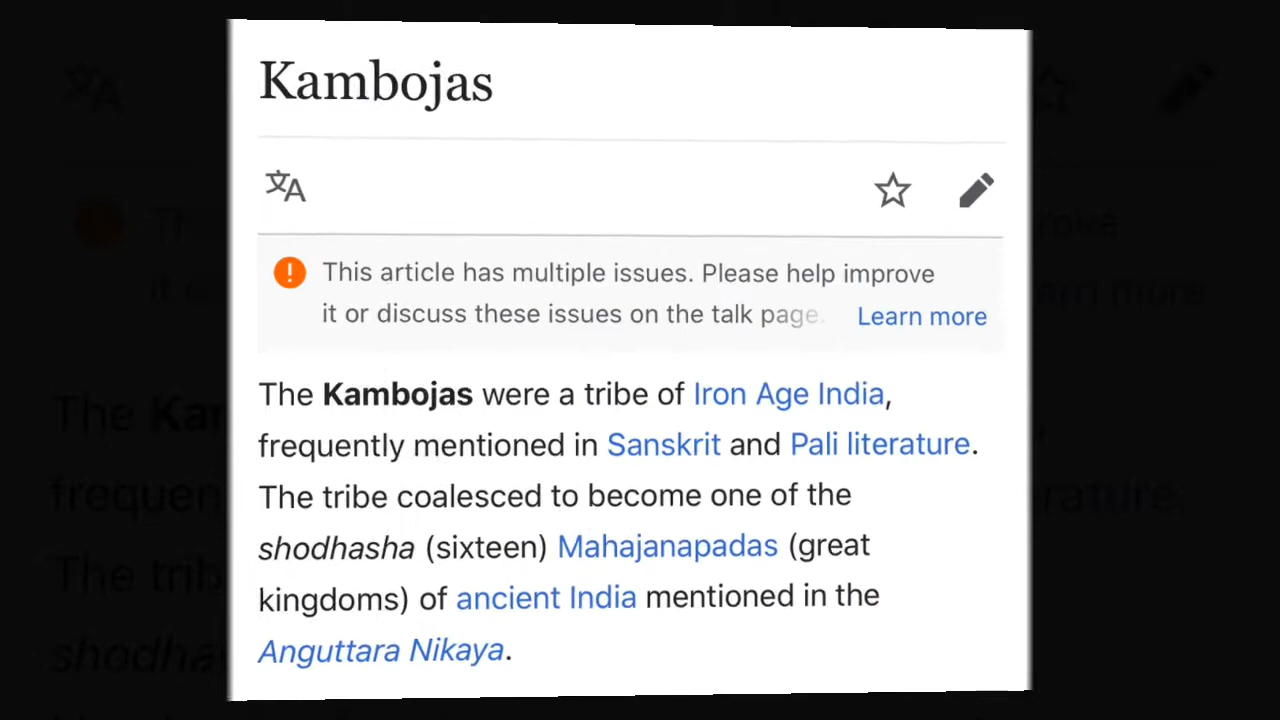 Kambojas
This article has multiple issues. Please help improve
it or discuss these issues on the talk page. Learn more
The Kambojas were a tribe of Iron Age India,
frequently mentioned in Sanskrit and Pali literature.
The tribe coalesced to become one of the
shodhasha (sixteen) Mahajanapadas (great
kingdoms) of ancient India mentioned in the
Anguttara Nikaya.